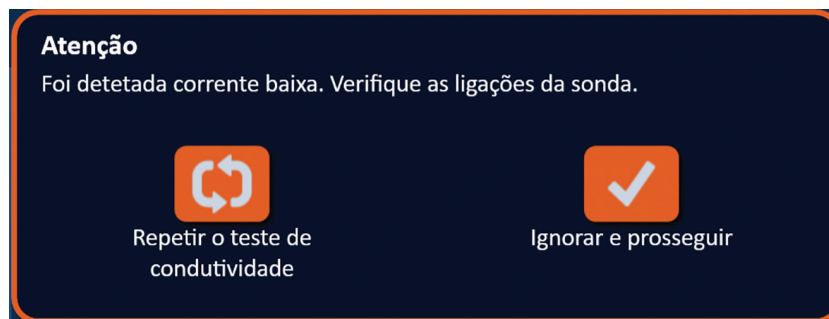 Atenção
Foi detetada corrente baixa. Verifique as ligações da sonda.
Repetir o teste de
condutividade
Ignorar e prosseguir